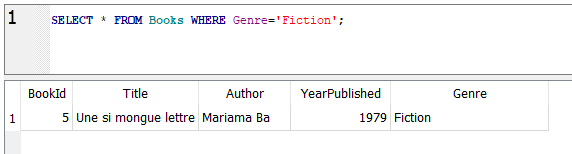 1 SELECT * FROM Books WHERE Genre='Fiction';
BookId Title Author YearPublished Genre
1 5 Une si mongue lettre Mariama Ba 1979 Fiction